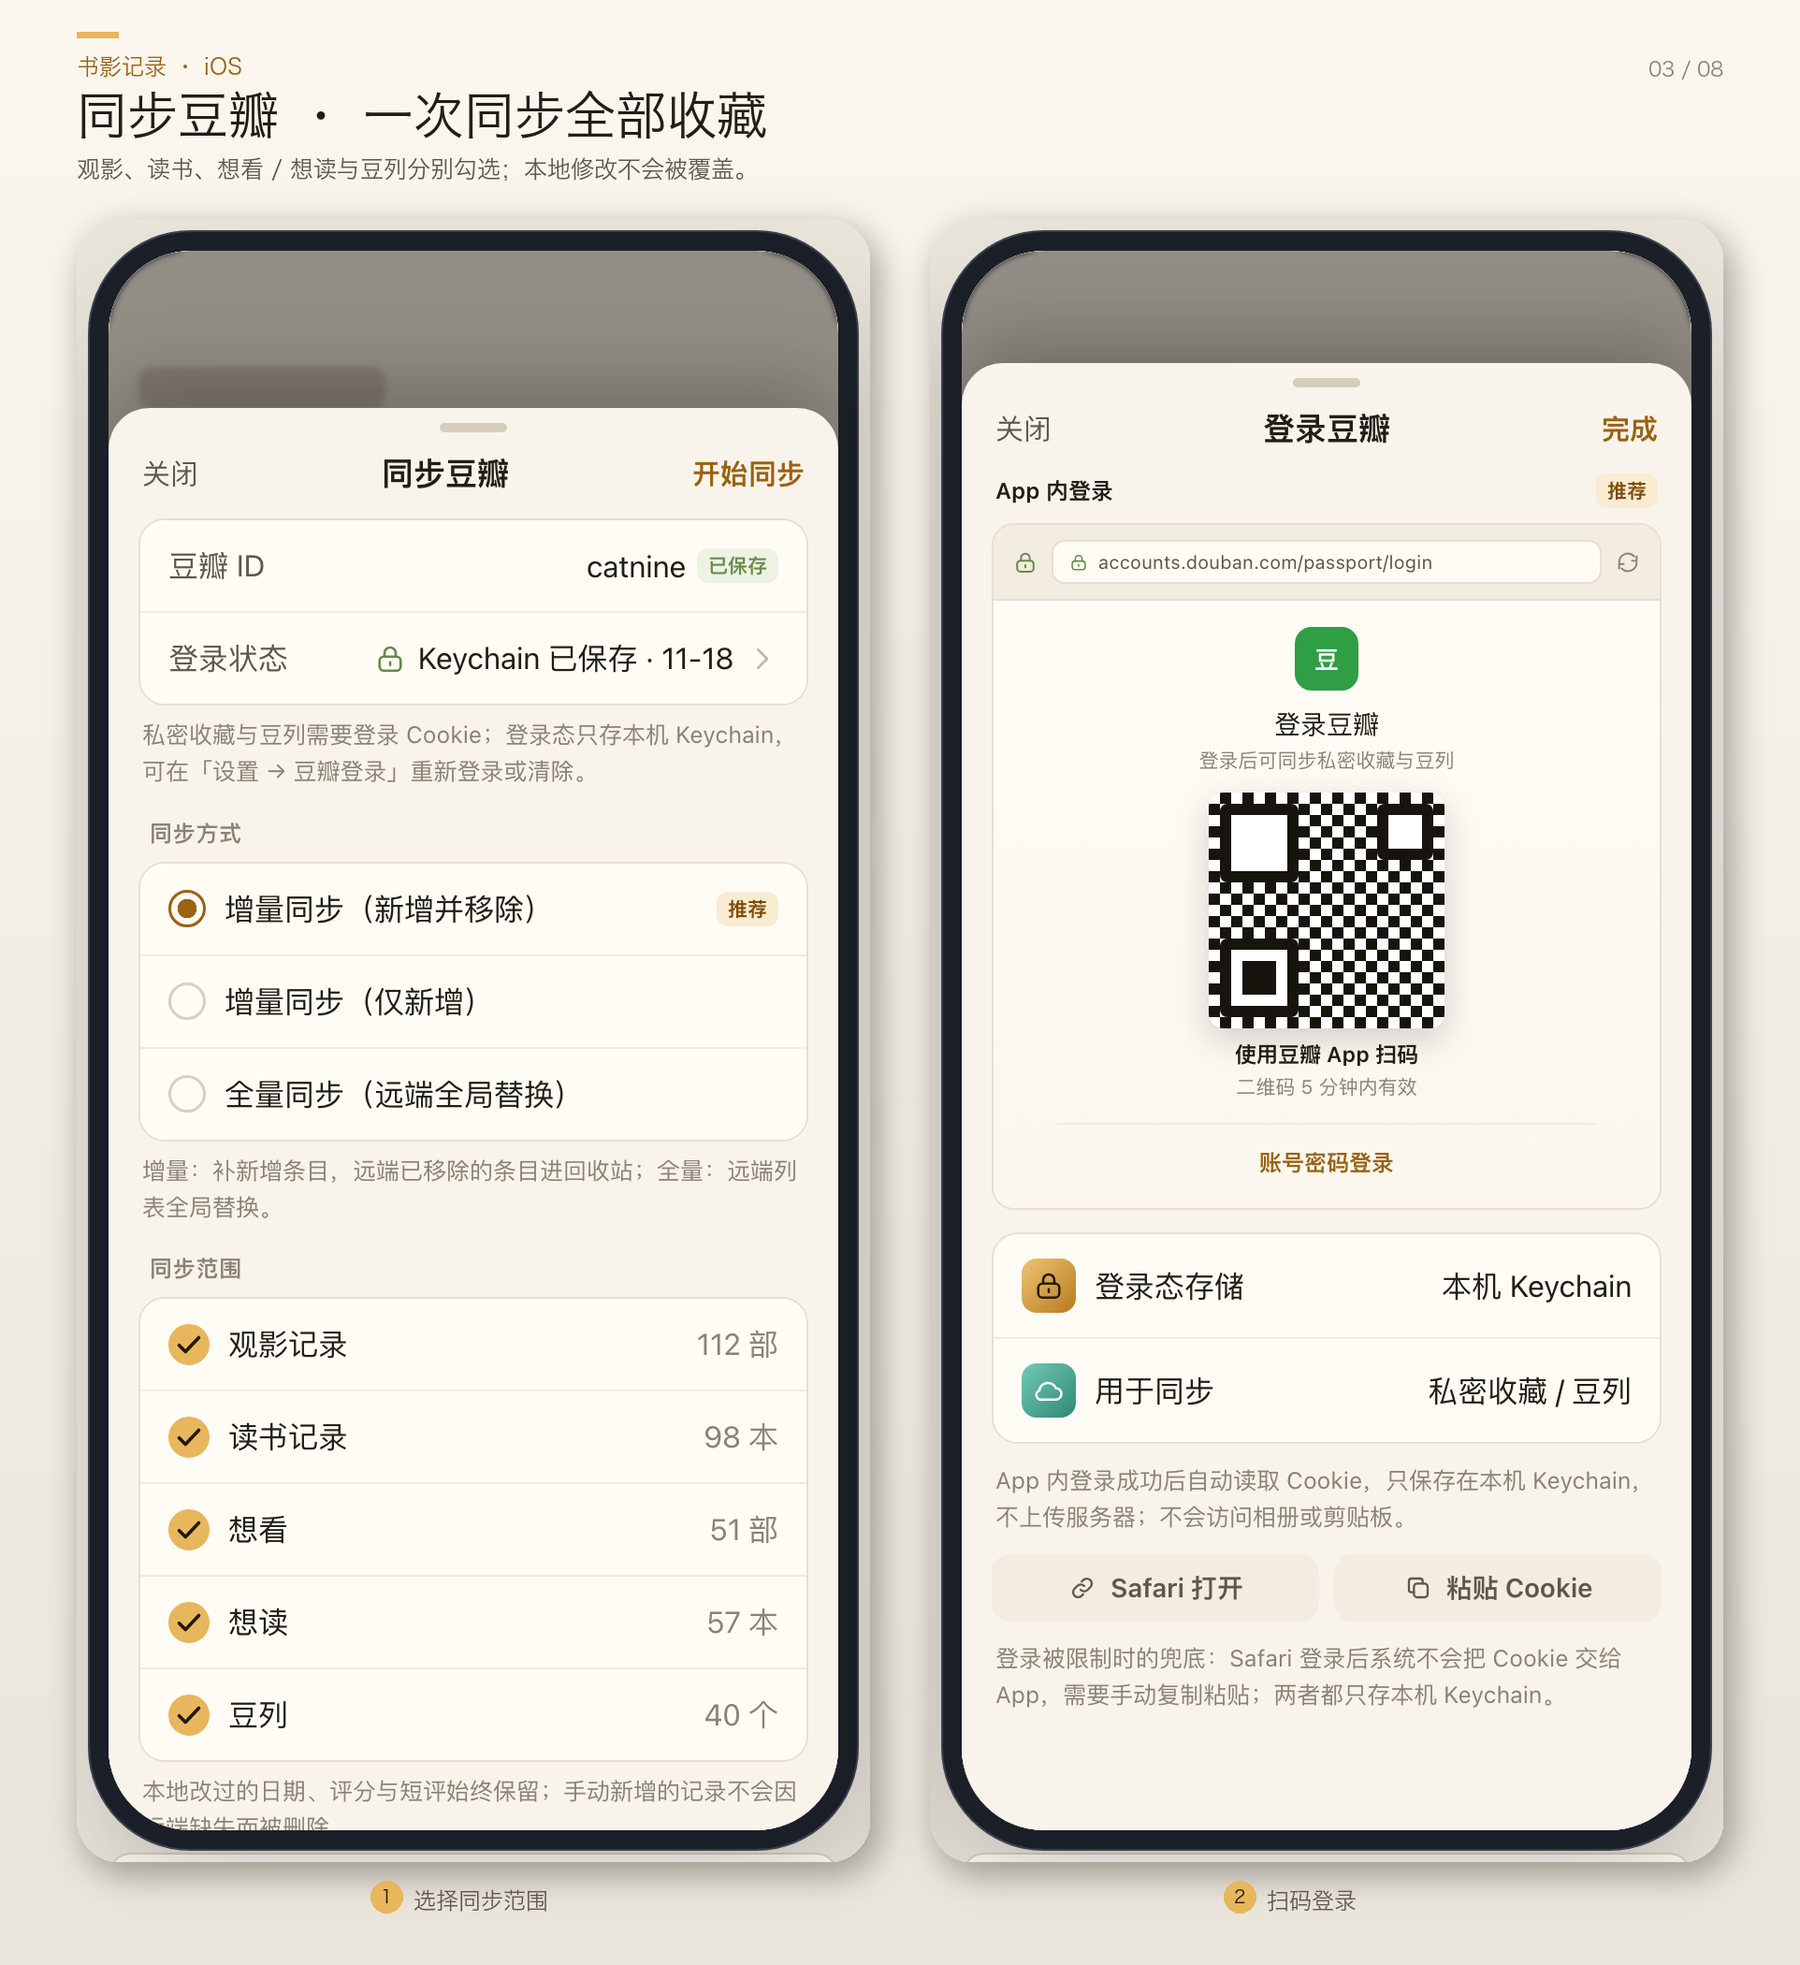 书影记录 · iOS
03 / 08
同步豆瓣 · 一次同步全部收藏
观影、读书、想看 / 想读与豆列分别勾选；本地修改不会被覆盖。
关闭
同步豆瓣
开始同步
豆瓣 ID
catnine
已保存
登录状态
Keychain 已保存 · 11-18
私密收藏与豆列需要登录 Cookie；登录态只存本机 Keychain，
可在「设置 → 豆瓣登录」重新登录或清除。
同步方式
增量同步（新增并移除）
推荐
增量同步（仅新增）
全量同步（远端全局替换）
增量：补新增条目，远端已移除的条目进回收站；全量：远端列
表全局替换。
同步范围
观影记录
112 部
读书记录
98 本
想看
51 部
想读
57 本
豆列
40 个
本地改过的日期、评分与短评始终保留；手动新增的记录不会因
远端缺失而被删除
1 选择同步范围
关闭
登录豆瓣
完成
App 内登录
推荐
accounts.douban.com/passport/login
豆
登录豆瓣
登录后可同步私密收藏与豆列
使用豆瓣 App 扫码
二维码 5 分钟内有效
账号密码登录
登录态存储
本机 Keychain
用于同步
私密收藏 / 豆列
App 内登录成功后自动读取 Cookie，只保存在本机 Keychain，
不上传服务器；不会访问相册或剪贴板。
Safari 打开
粘贴 Cookie
登录被限制时的兜底：Safari 登录后系统不会把 Cookie 交给
App，需要手动复制粘贴；两者都只存本机 Keychain。
2 扫码登录